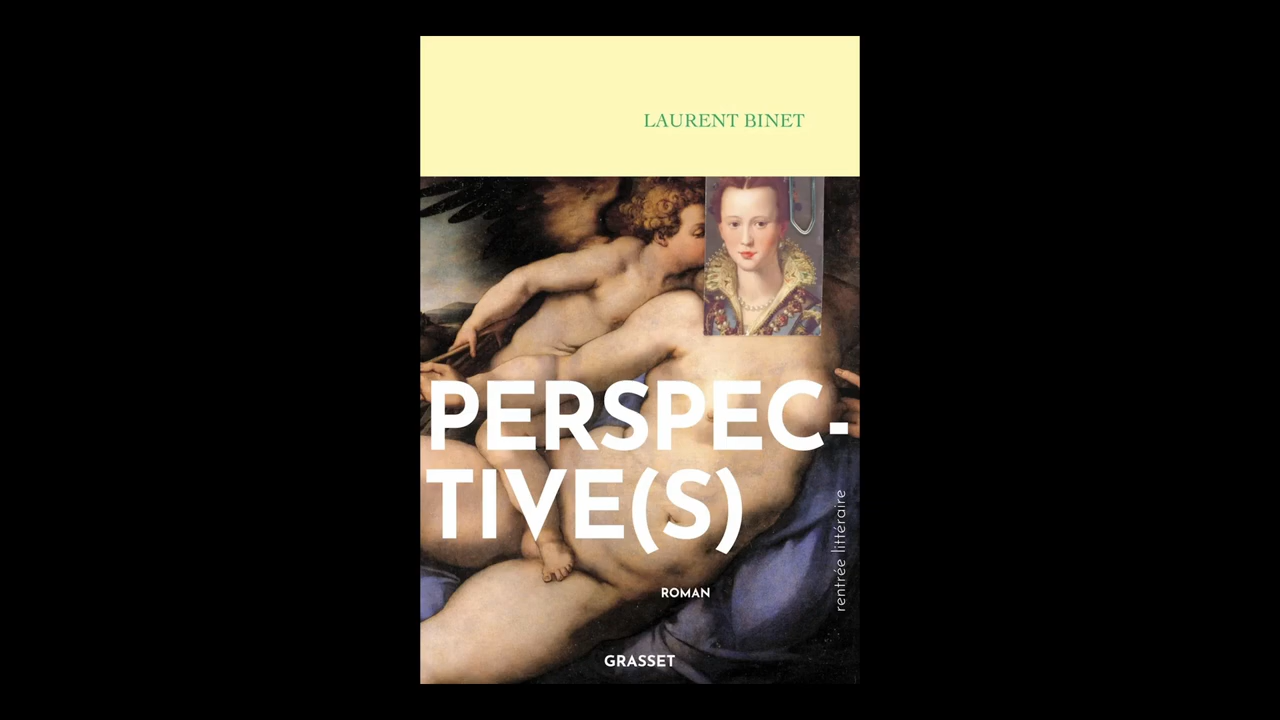 LAURENT BINET
PERSPEC-
TIVE(S)
rentrée littéraire
ROMAN
GRASSET